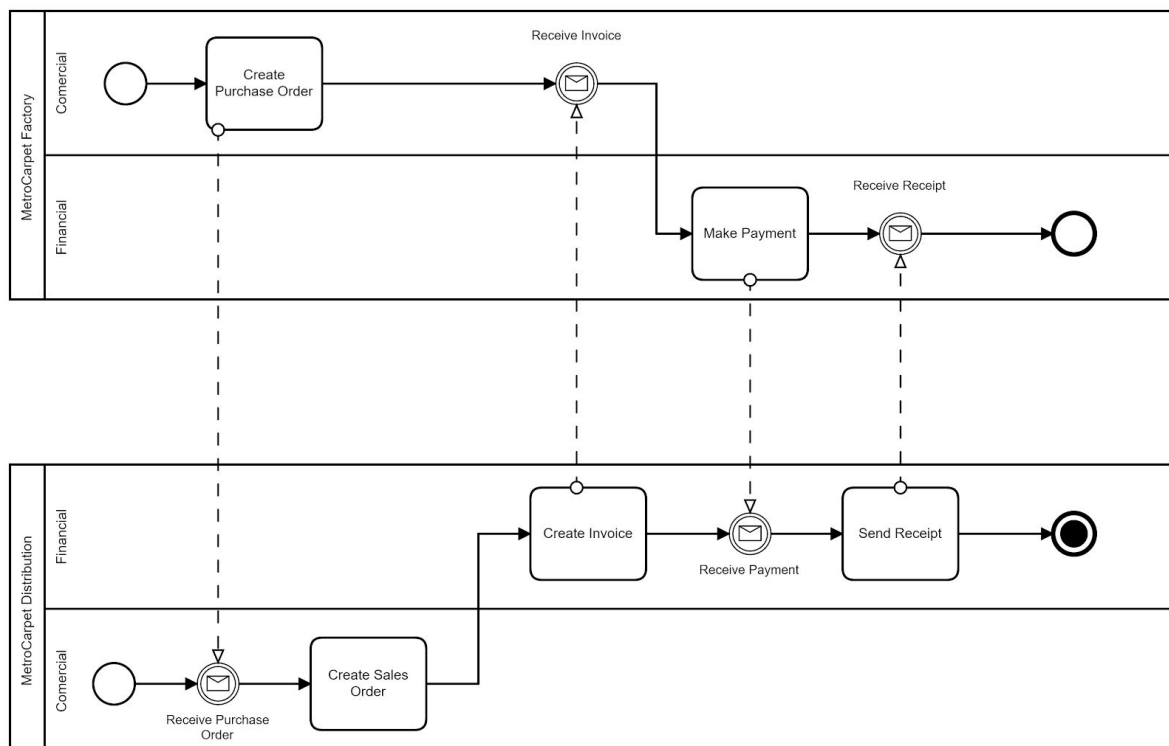 MetroCarpet Factory
Comercial
Create
Purchase Order
Receive Invoice
Financial
Make Payment
Receive Receipt
MetroCarpet Distribution
Financial
Create Invoice
Receive Payment
Send Receipt
Comercial
Receive Purchase
Order
Create Sales
Order